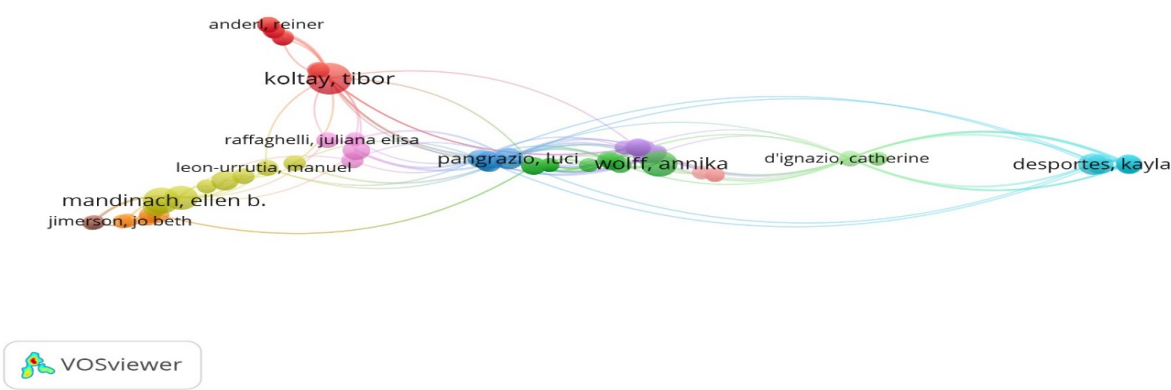 anderl, reiner
koltay, tibor
raffaghelli, juliana elisa
pangrazio, luci
wolff, annika
d'ignazio, catherine
desportes, kayla
leon-urrutia, manuel
mandinach, ellen b.
jimerson, jo beth
VOSviewer